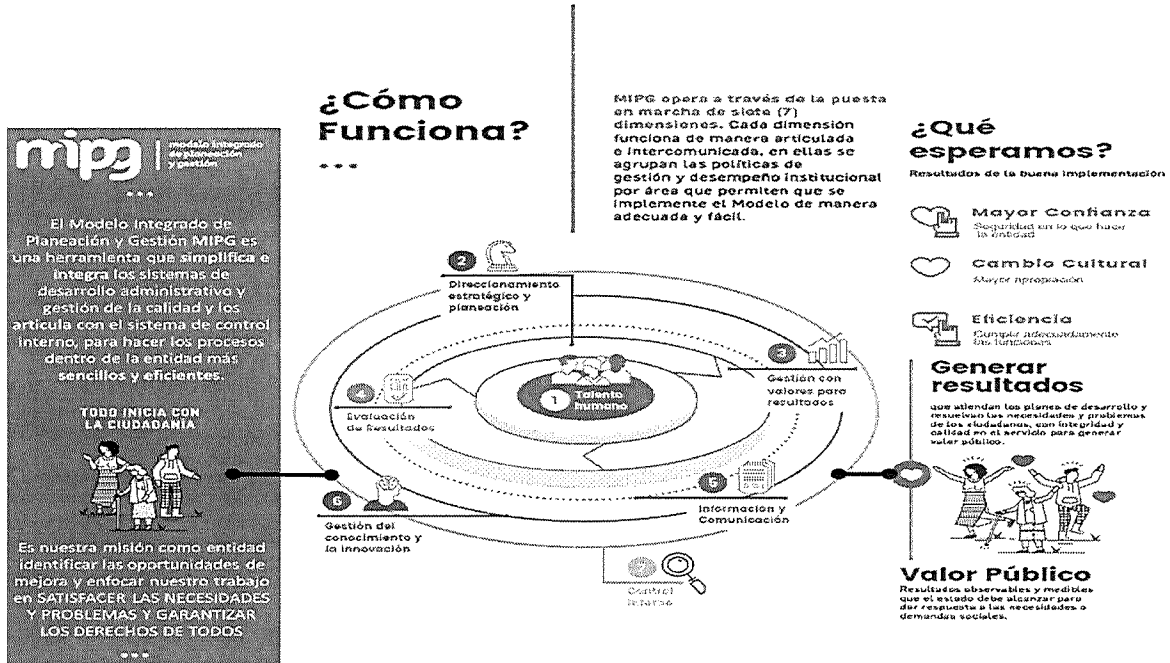 mipg
modelo integrado
de planeación
y gestión
El Modelo Integrado de
Planeación y Gestión MIPG es
una herramienta que simplifica e
integra los sistemas de
desarrollo administrativo y
gestión de la calidad y los
articula con el sistema de control
interno, para hacer los procesos
dentro de la entidad más
sencillos y eficientes.
TODO INICIA CON
LA CIUDADANÍA
Es nuestra misión como entidad
identificar las oportunidades de
mejora y enfocar nuestro trabajo
en SATISFACER LAS NECESIDADES
Y PROBLEMAS Y GARANTIZAR
LOS DERECHOS DE TODOS
¿Cómo
Funciona?
MIPG opera a través de la puesta
en marcha de siete (7)
dimensiones. Cada dimensión
funciona de manera articulada
e intercomunicada, en ellas se
agrupan las políticas de
gestión y desempeño institucional
por área que permiten que se
implemente el Modelo de manera
adecuada y fácil.
2
Direccionamiento
estratégico y
planeación
3
Gestión con
valores para
resultados
1
Talento
humano
4
Evaluación
de Resultados
5
Información y
Comunicación
6
Gestión del
conocimiento y
la innovación
7
Control
Interno
¿Qué
esperamos?
Resultados de la buena implementación
Mayor Confianza
Seguridad en lo que hace
la entidad
Cambio Cultural
Mayor apropiación
Eficiencia
Cumplir adecuadamente
las funciones
Generar
resultados
que atiendan los planes de desarrollo y
resuelvan las necesidades y problemas
de los ciudadanos, con integridad y
calidad en el servicio para generar
valor público.
Valor Público
Resultados observables y medibles
que el estado debe alcanzar para
dar respuesta a las necesidades o
demandas sociales.